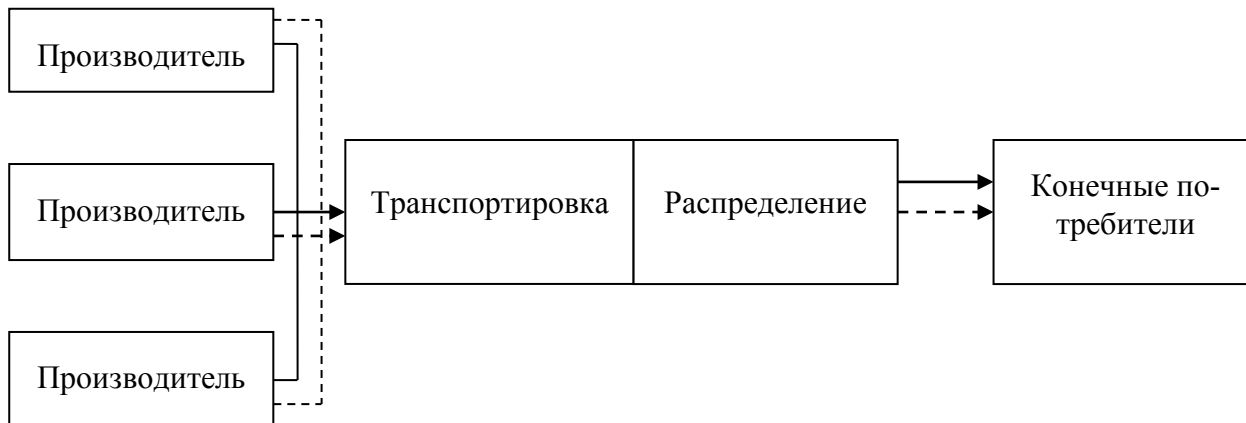 Производитель
Производитель
Производитель
Транспортировка
Распределение
Конечные по-
требители